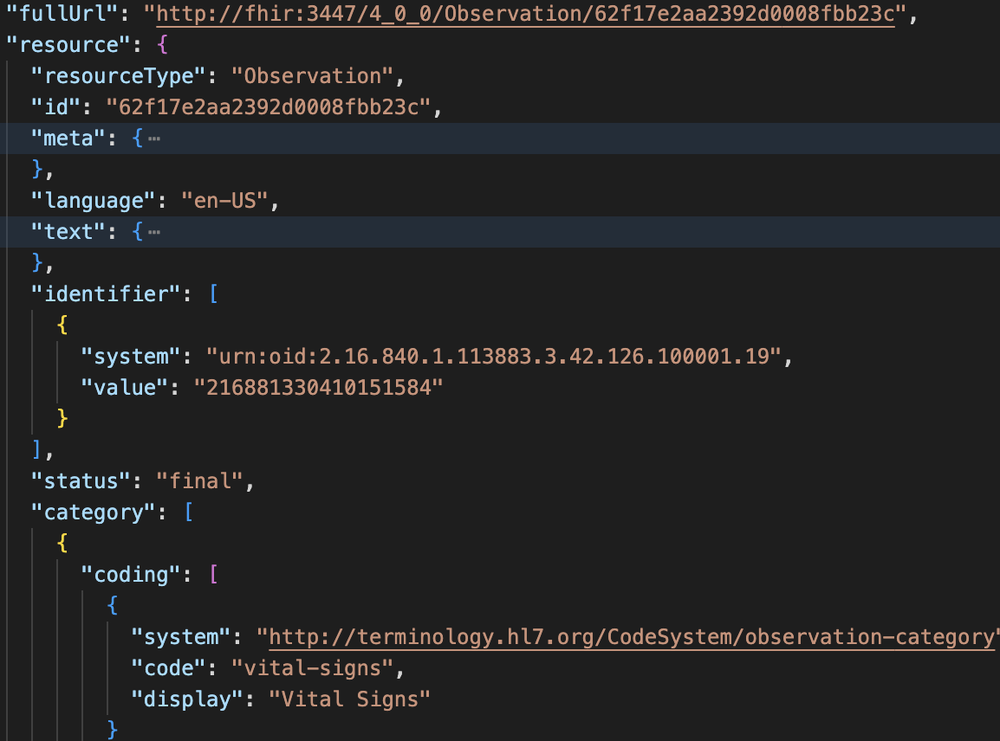 "fullUrl": "http://fhir:3447/4_0_0/Observation/62f17e2aa2392d0008fbb23c",
"resource": {
"resourceType": "Observation",
"id": "62f17e2aa2392d0008fbb23c",
"meta": {⋯
},
"language": "en-US",
"text": {⋯
},
"identifier": [
{
"system": "urn:oid:2.16.840.1.113883.3.42.126.100001.19",
"value": "216881330410151584"
}
],
"status": "final",
"category": [
{
"coding": [
{
"system": "http://terminology.hl7.org/CodeSystem/observation-category"
"code": "vital-signs",
"display": "Vital Signs"
}